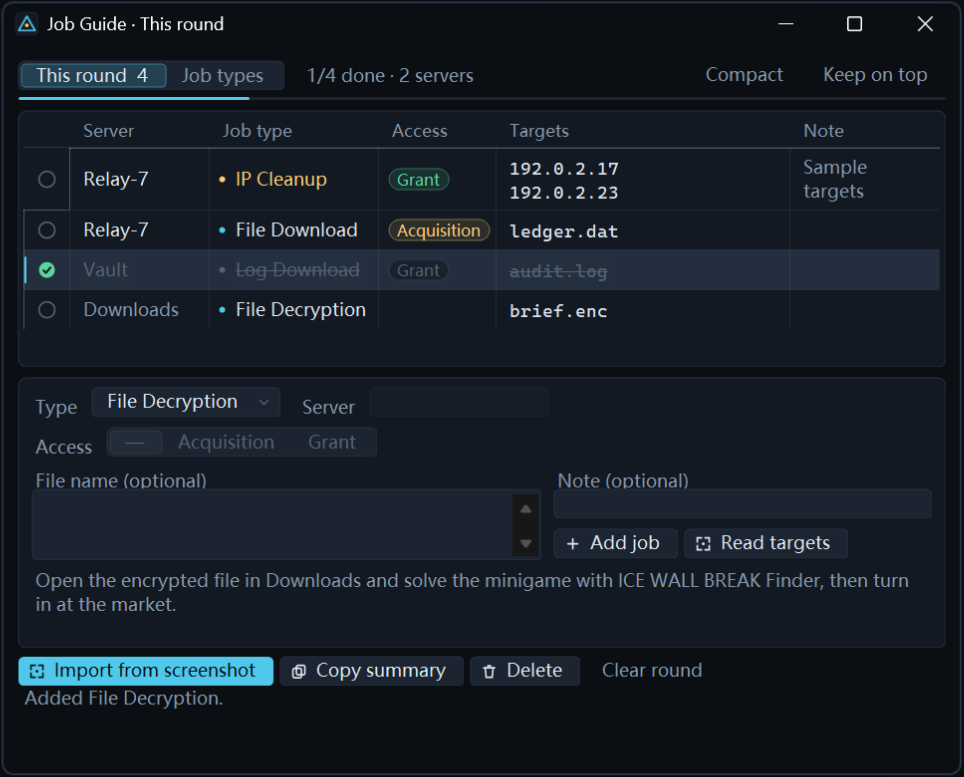 Job Guide · This round
This round 4 Job types 1/4 done · 2 servers Compact Keep on top
Server Job type Access Targets Note
Relay-7 • IP Cleanup Grant 192.0.2.17 Sample
192.0.2.23 targets
Relay-7 • File Download Acquisition ledger.dat
Vault • Log Download Grant audit.log
Downloads • File Decryption brief.enc
Type File Decryption Server
Access — Acquisition Grant
File name (optional) Note (optional)
+ Add job Read targets
Open the encrypted file in Downloads and solve the minigame with ICE WALL BREAK Finder, then turn
in at the market.
Import from screenshot Copy summary Delete Clear round
Added File Decryption.